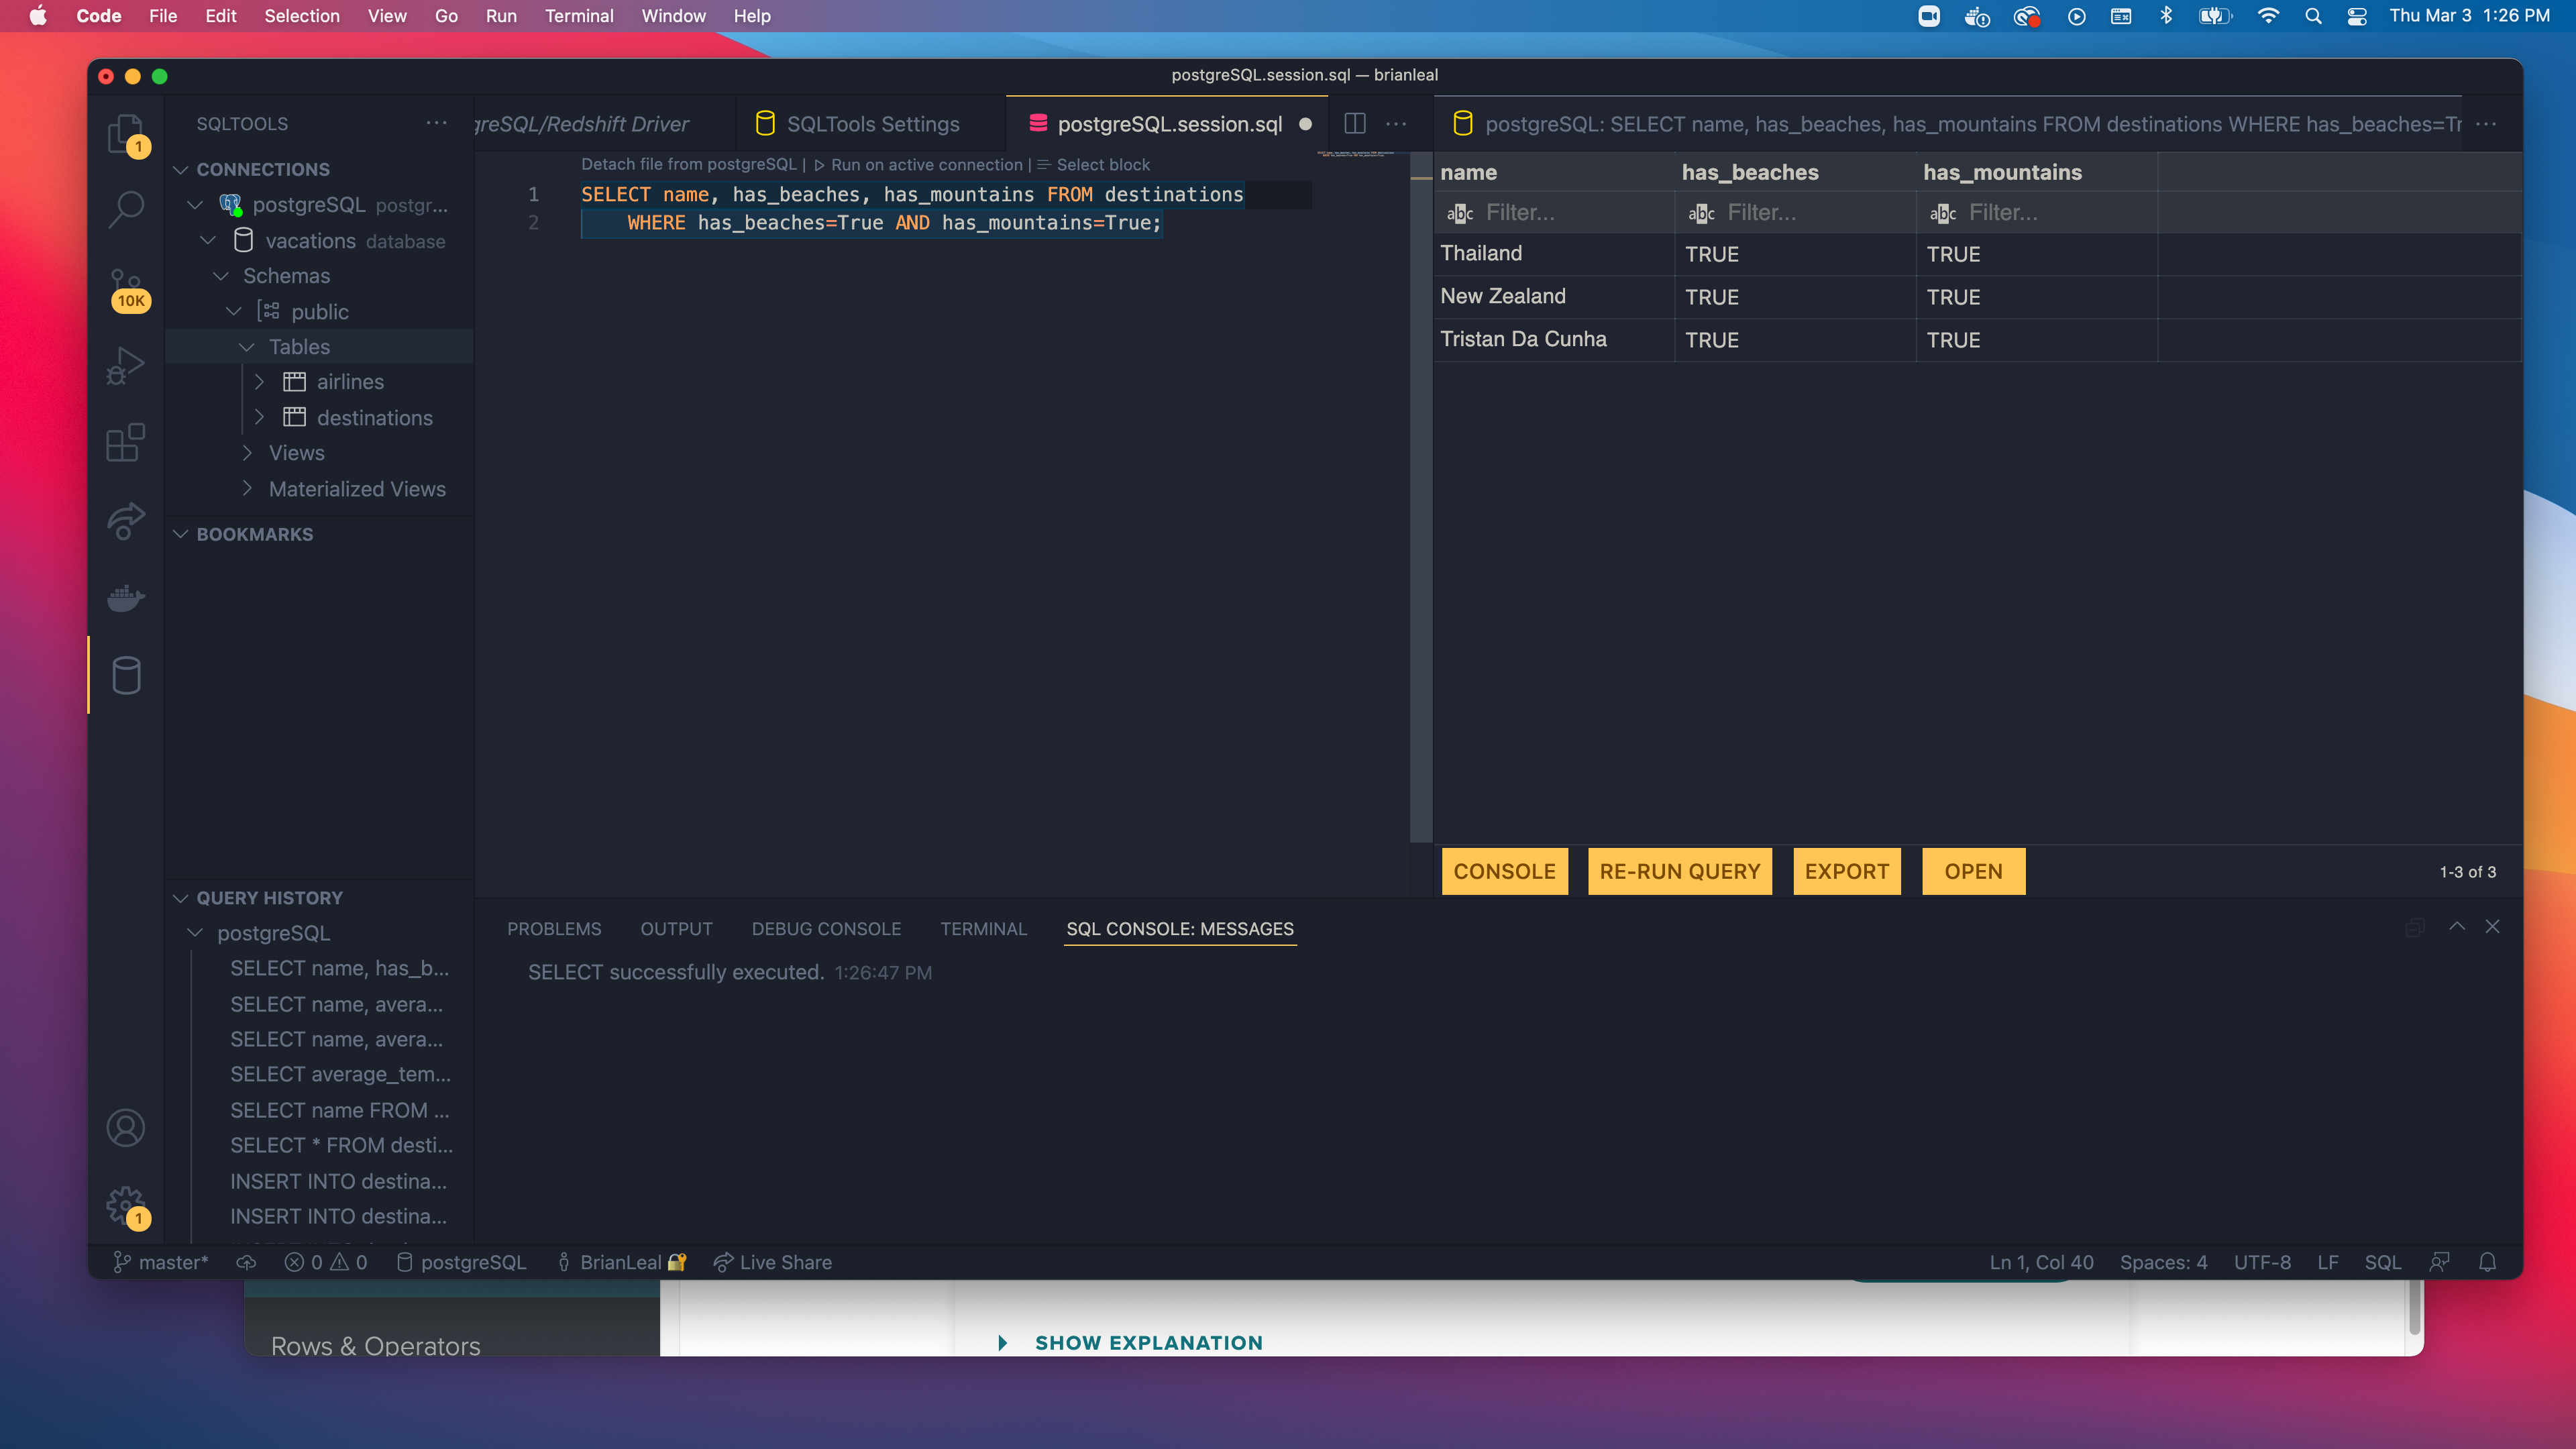 Code File Edit Selection View Go Run Terminal Window Help Thu Mar 3 1:26 PM
postgreSQL.session.sql — brianleal
SQLTOOLS ···
greSQL/Redshift Driver
SQLTools Settings
postgreSQL.session.sql
postgreSQL: SELECT name, has_beaches, has_mountains FROM destinations WHERE has_beaches=Tr ···
1
10K
CONNECTIONS
postgreSQL postgr...
vacations database
Schemas
public
Tables
airlines
destinations
Views
Materialized Views
BOOKMARKS
QUERY HISTORY
postgreSQL
SELECT name, has_b...
SELECT name, avera...
SELECT name, avera...
SELECT average_tem...
SELECT name FROM ...
SELECT * FROM desti...
INSERT INTO destina...
INSERT INTO destina...
1
Detach file from postgreSQL | Run on active connection | Select block
1 SELECT name, has_beaches, has_mountains FROM destinations
2 WHERE has_beaches=True AND has_mountains=True;
name has_beaches has_mountains
abc Filter... abc Filter... abc Filter...
Thailand TRUE TRUE
New Zealand TRUE TRUE
Tristan Da Cunha TRUE TRUE
CONSOLE RE-RUN QUERY EXPORT OPEN 1-3 of 3
PROBLEMS OUTPUT DEBUG CONSOLE TERMINAL SQL CONSOLE: MESSAGES
SELECT successfully executed. 1:26:47 PM
master* 0 0 postgreSQL BrianLeal Live Share Ln 1, Col 40 Spaces: 4 UTF-8 LF SQL
Rows & Operators
SHOW EXPLANATION